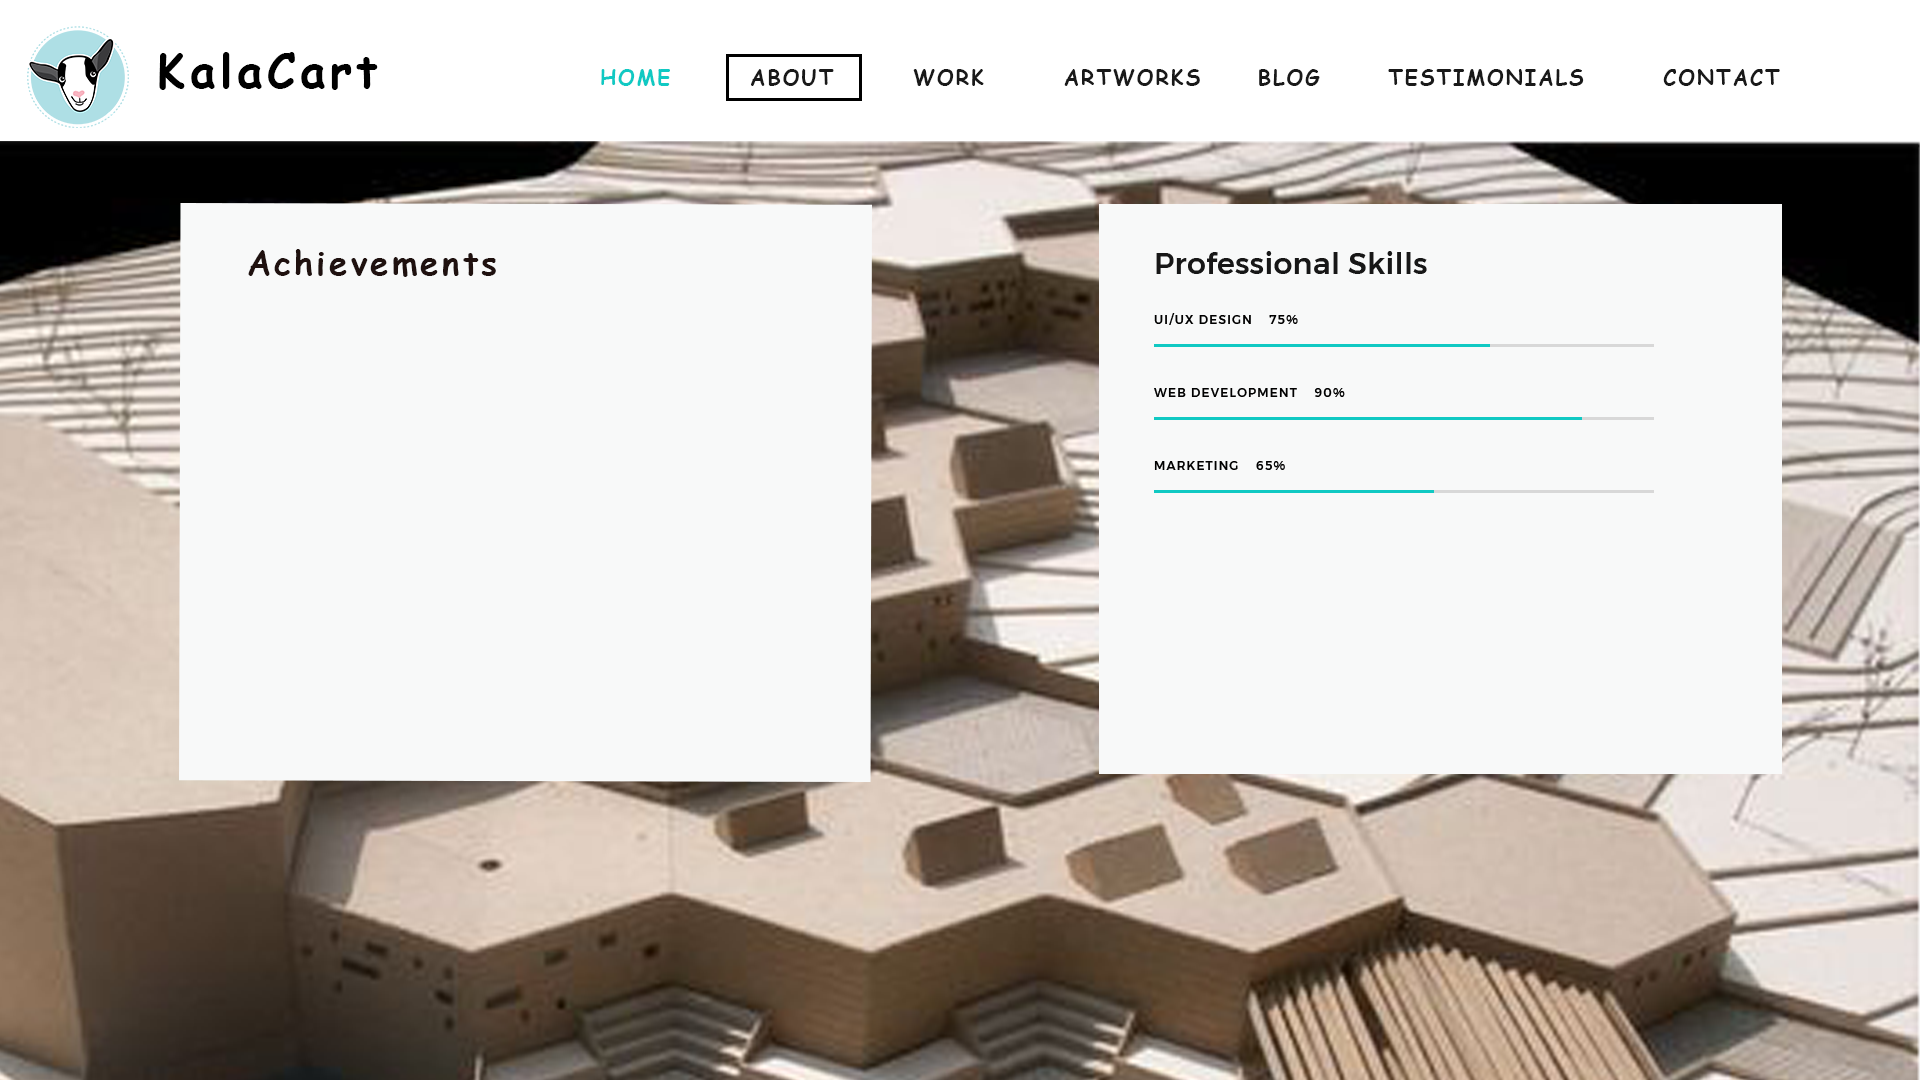 KalaCart
HOME ABOUT WORK ARTWORKS BLOG TESTIMONIALS CONTACT
Achievements
Professional Skills
UI/UX DESIGN 75%
WEB DEVELOPMENT 90%
MARKETING 65%